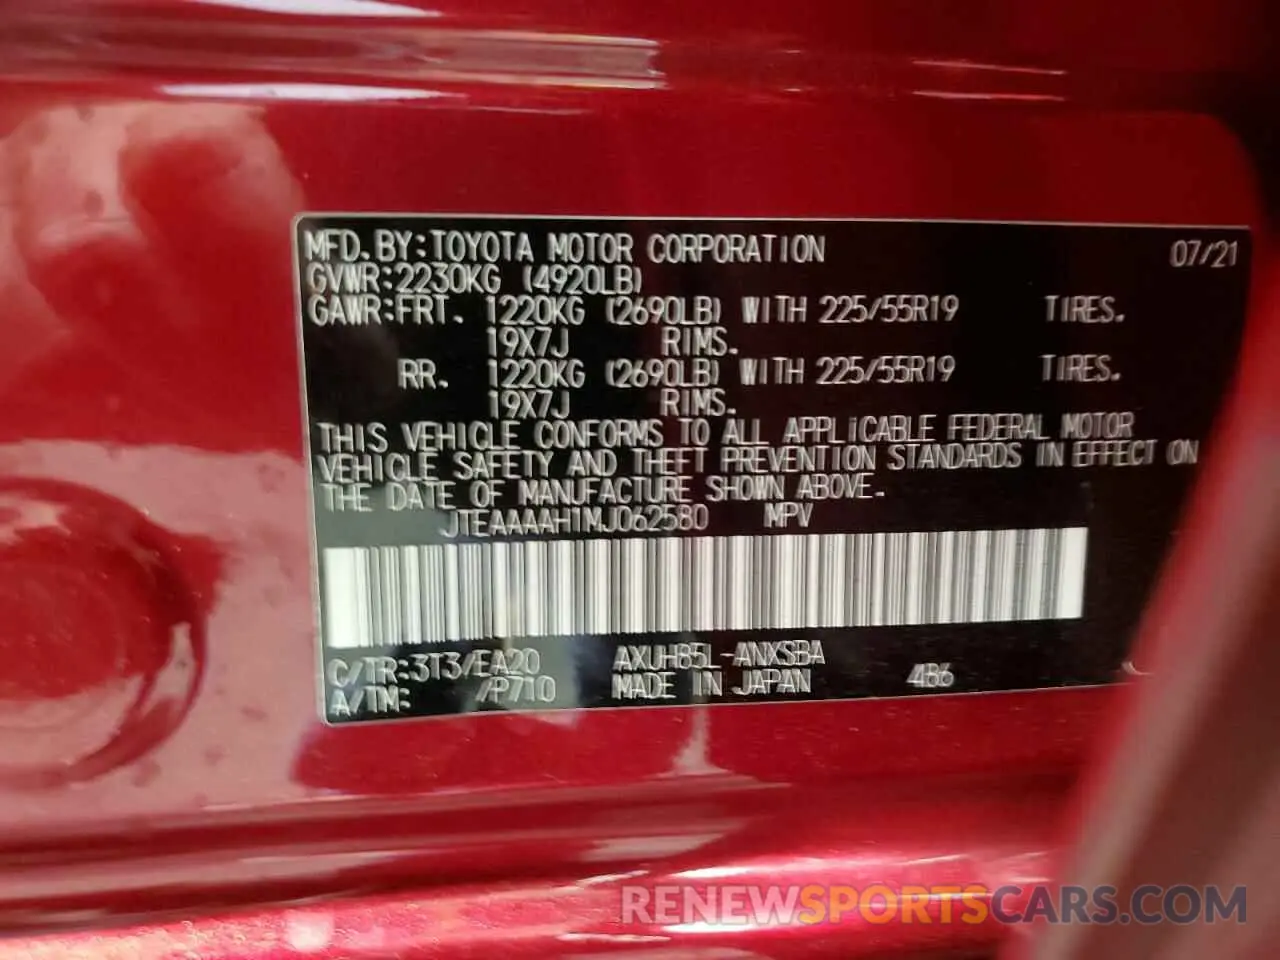 MFD. BY:TOYOTA MOTOR CORPORATION 07/21
GVWR:2230KG (4920LB)
GAWR:FRT. 1220KG (2690LB) WITH 225/55R19 TIRES.
19X7J RIMS.
RR. 1220KG (2690LB) WITH 225/55R19 TIRES.
19X7J RIMS.
THIS VEHICLE CONFORMS TO ALL APPLICABLE FEDERAL MOTOR
VEHICLE SAFETY AND THEFT PREVENTION STANDARDS IN EFFECT ON
THE DATE OF MANUFACTURE SHOWN ABOVE.
JTEAAAAH1MJ062580 MPV
C/TR:3T3/EA20 AXUH85L-ANXSBA
A/TM: /P710 MADE IN JAPAN 4B6
RENEWSPORTSCARS.COM